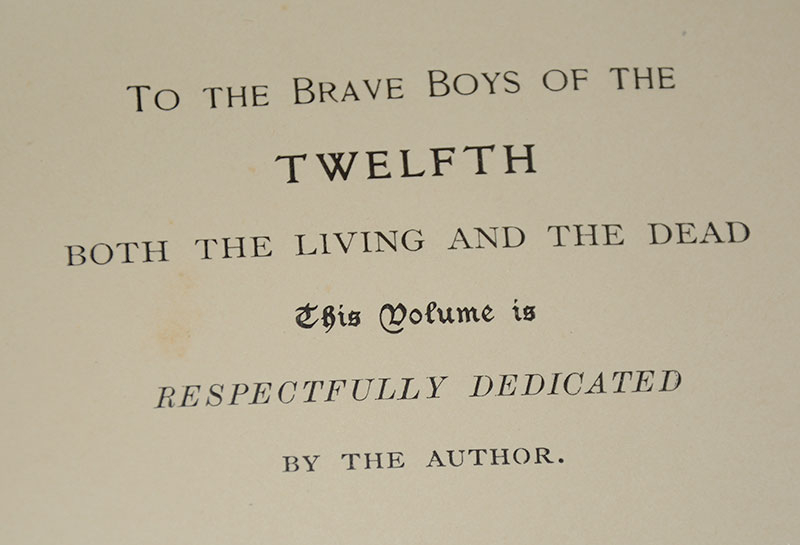 To the Brave Boys of the
TWELFTH
BOTH THE LIVING AND THE DEAD
This Volume is
RESPECTFULLY DEDICATED
BY THE AUTHOR.